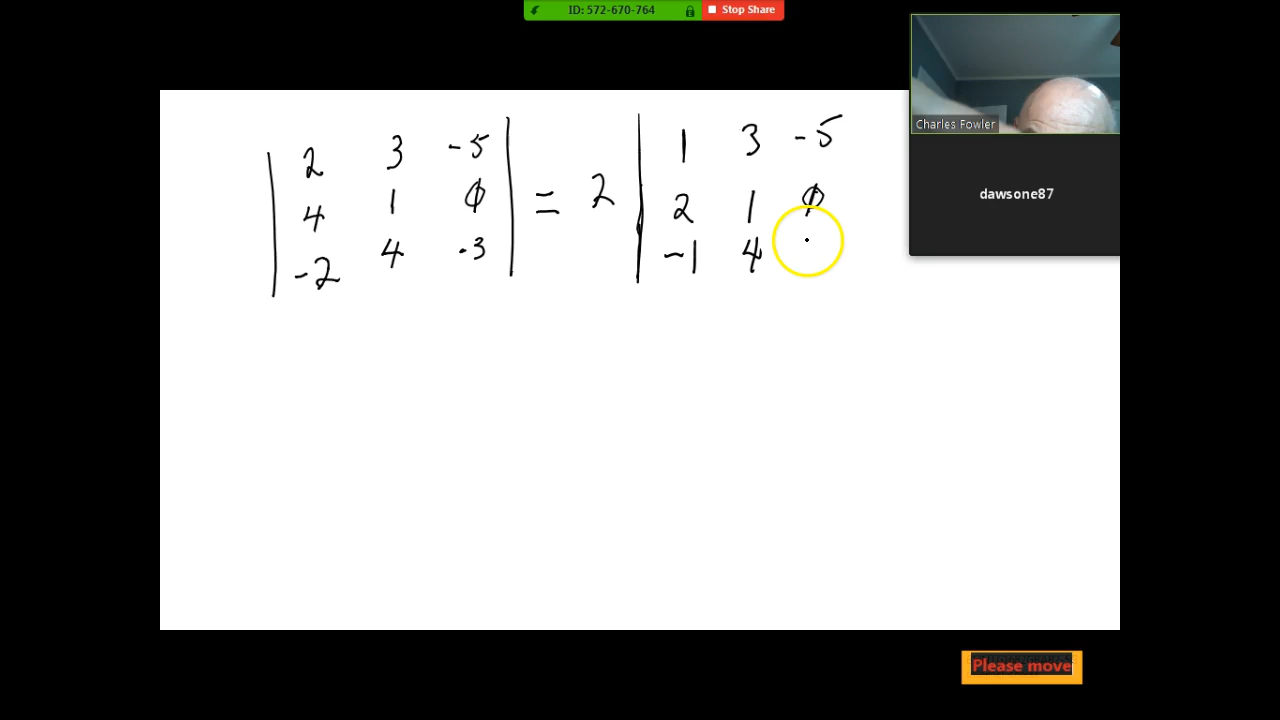 ID: 572-670-764 Stop Share
Charles Fowler
dawsone87
2 3 -5 1 3 -5
4 1 0 = 2 2 1 0
-2 4 -3 -1 4
Please move